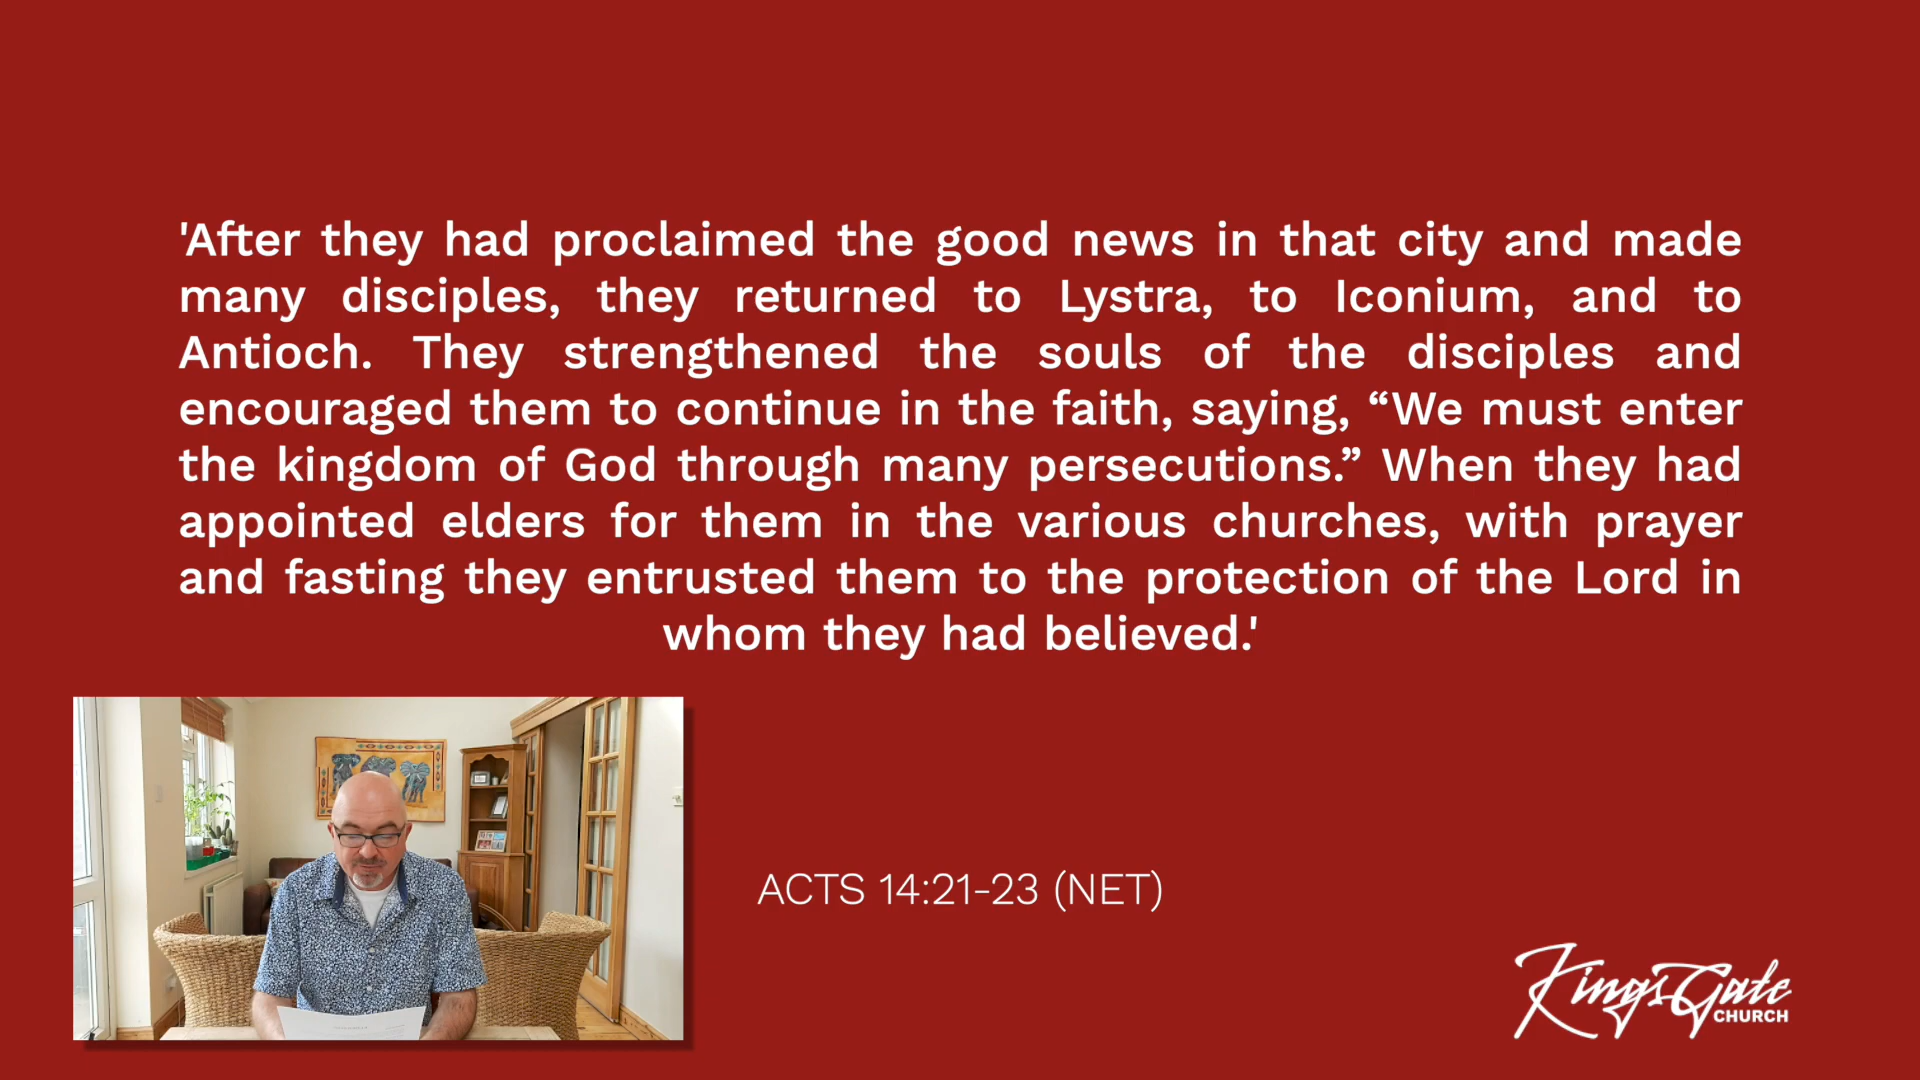 'After they had proclaimed the good news in that city and made
many disciples, they returned to Lystra, to Iconium, and to
Antioch. They strengthened the souls of the disciples and
encouraged them to continue in the faith, saying, “We must enter
the kingdom of God through many persecutions.” When they had
appointed elders for them in the various churches, with prayer
and fasting they entrusted them to the protection of the Lord in
whom they had believed.'
ACTS 14:21-23 (NET)
King'sGate
CHURCH